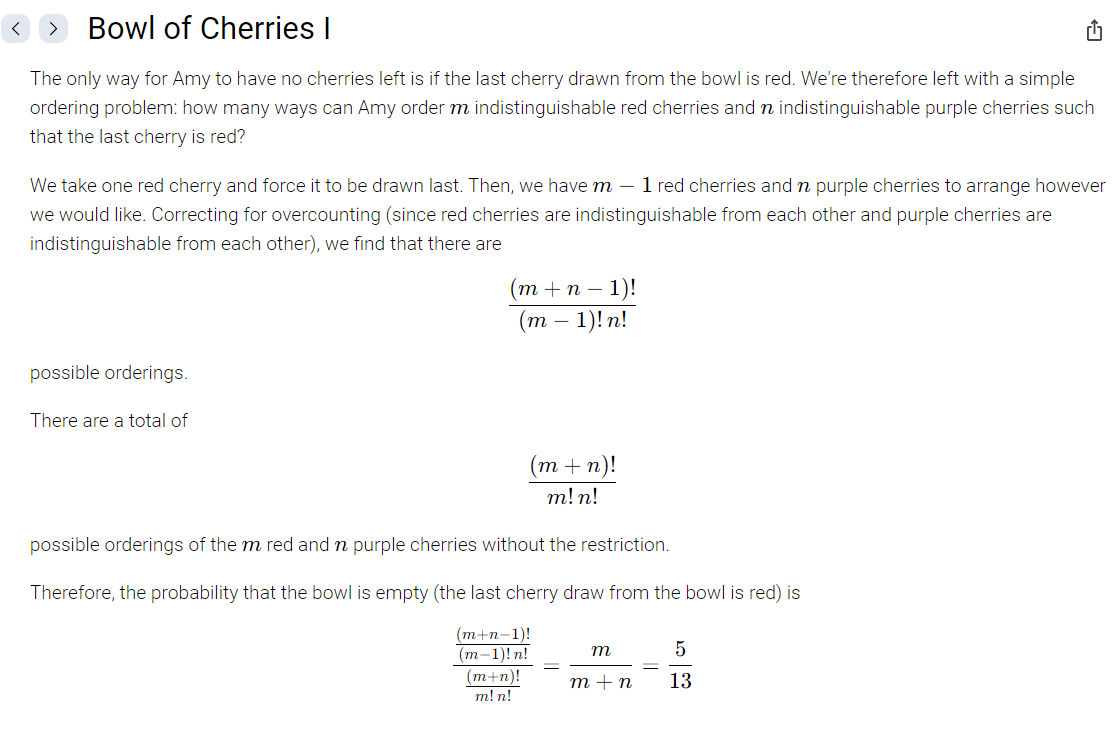 Bowl of Cherries I
The only way for Amy to have no cherries left is if the last cherry drawn from the bowl is red. We're therefore left with a simple
ordering problem: how many ways can Amy order m indistinguishable red cherries and n indistinguishable purple cherries such
that the last cherry is red?
We take one red cherry and force it to be drawn last. Then, we have m − 1 red cherries and n purple cherries to arrange however
we would like. Correcting for overcounting (since red cherries are indistinguishable from each other and purple cherries are
indistinguishable from each other), we find that there are
(m + n − 1)!
(m − 1)! n!
possible orderings.
There are a total of
(m + n)!
m! n!
possible orderings of the m red and n purple cherries without the restriction.
Therefore, the probability that the bowl is empty (the last cherry draw from the bowl is red) is
(m+n−1)!
(m−1)! n!
(m+n)!
m! n!
=
m
m + n
=
5
13